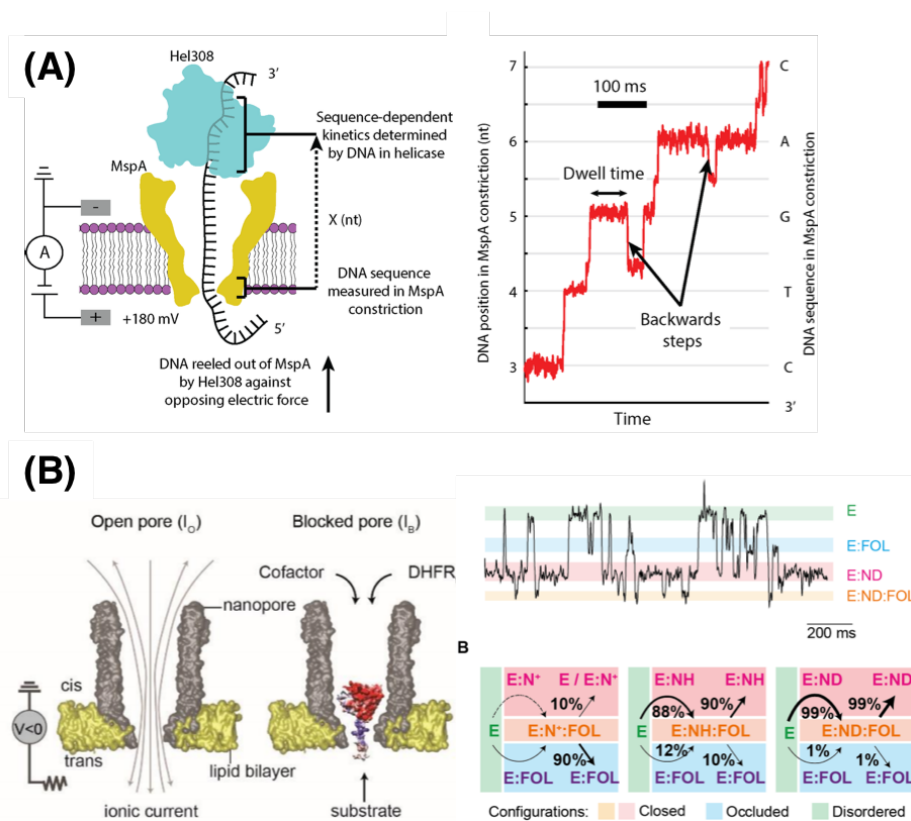 (A)
Hel308
3′
Sequence-dependent
kinetics determined
by DNA in helicase
MspA
X (nt)
A
-
+
+180 mV
DNA sequence
measured in MspA
constriction
5′
DNA reeled out of MspA
by Hel308 against
opposing electric force
DNA position in MspA constriction (nt)
7
6
5
4
3
100 ms
Dwell time
Backwards
steps
Time
C
A
G
T
C
3′
DNA sequence in MspA constriction
(B)
Open pore (I_O)
Blocked pore (I_B)
Cofactor
DHFR
nanopore
cis
V<0
trans
lipid bilayer
ionic current
substrate
E
E:FOL
E:ND
E:ND:FOL
200 ms
B
E:N⁺ E / E:N⁺
10%
E E:N⁺:FOL
90%
E:FOL E:FOL
E:NH E:NH
88% 90%
E E:NH:FOL
12% 10%
E:FOL E:FOL
E:ND E:ND
99% 99%
E E:ND:FOL
1% 1%
E:FOL E:FOL
Configurations: Closed Occluded Disordered